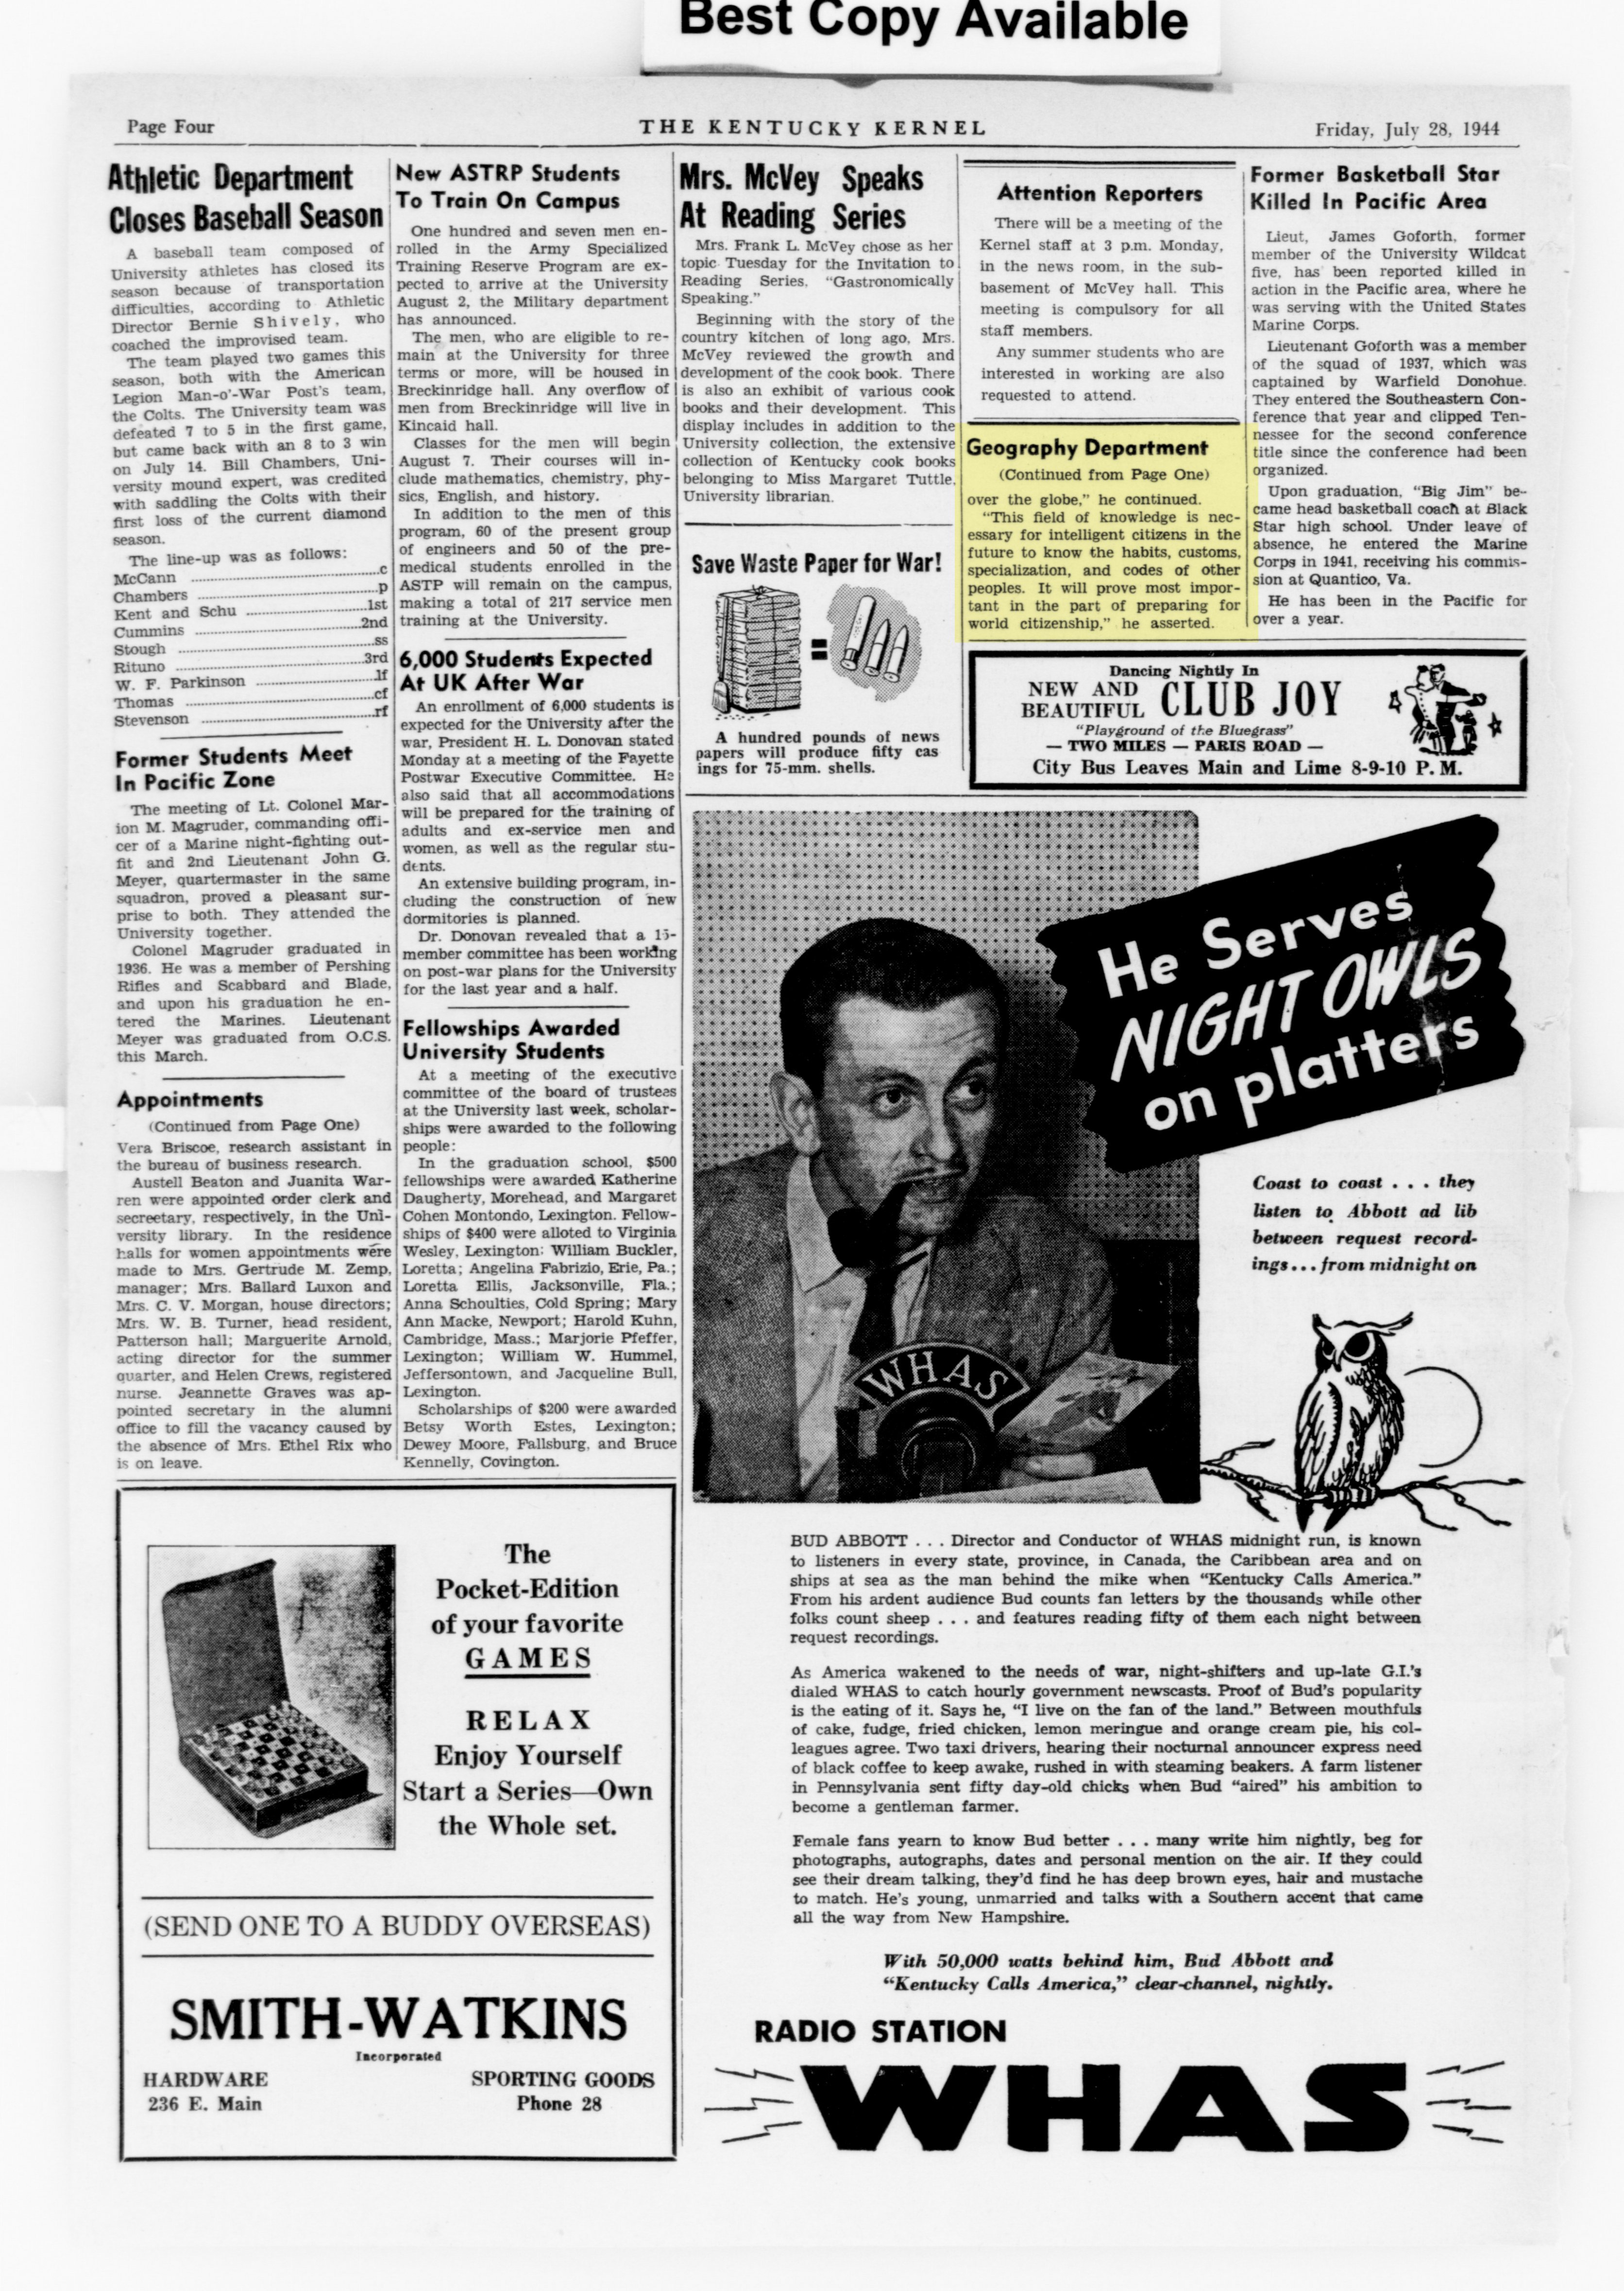 Best Copy Available
Page Four
THE KENTUCKY KERNEL
Friday, July 28, 1944
Athletic Department
Closes Baseball Season
A baseball team composed of
University athletes has closed its
season because of transportation
difficulties, according to Athletic
Director Bernie Shively, who
coached the improvised team.
The team played two games this
season, both with the American
Legion Man-o'-War Post's team,
the Colts. The University team was
defeated 7 to 5 in the first game,
but came back with an 8 to 3 win
on July 14. Bill Chambers, Uni-
versity mound expert, was credited
with saddling the Colts with their
first loss of the current diamond
season.
The line-up was as follows:
McCann ........c
Chambers ........p
Kent and Schu ........1st
Cummins ........2nd
Stough ........ss
Rituno ........3rd
W. F. Parkinson ........lf
Thomas ........cf
Stevenson ........rf
Former Students Meet
In Pacific Zone
The meeting of Lt. Colonel Mar-
ion M. Magruder, commanding offi-
cer of a Marine night-fighting out-
fit and 2nd Lieutenant John G.
Meyer, quartermaster in the same
squadron, proved a pleasant sur-
prise to both. They attended the
University together.
Colonel Magruder graduated in
1936. He was a member of Pershing
Rifles and Scabbard and Blade,
and upon his graduation he en-
tered the Marines. Lieutenant
Meyer was graduated from O.C.S.
this March.
Appointments
(Continued from Page One)
Vera Briscoe, research assistant in
the bureau of business research.
Austell Beaton and Juanita War-
ren were appointed order clerk and
secreetary, respectively, in the Uni-
versity library. In the residence
halls for women appointments were
made to Mrs. Gertrude M. Zemp,
manager; Mrs. Ballard Luxon and
Mrs. C. V. Morgan, house directors;
Mrs. W. B. Turner, head resident,
Patterson hall; Marguerite Arnold,
acting director for the summer
quarter, and Helen Crews, registered
nurse. Jeannette Graves was ap-
pointed secretary in the alumni
office to fill the vacancy caused by
the absence of Mrs. Ethel Rix who
is on leave.
New ASTRP Students
To Train On Campus
One hundred and seven men en-
rolled in the Army Specialized
Training Reserve Program are ex-
pected to arrive at the University
August 2, the Military department
has announced.
The men, who are eligible to re-
main at the University for three
terms or more, will be housed in
Breckinridge hall. Any overflow of
men from Breckinridge will live in
Kincaid hall.
Classes for the men will begin
August 7. Their courses will in-
clude mathematics, chemistry, phy-
sics, English, and history.
In addition to the men of this
program, 60 of the present group
of engineers and 50 of the pre-
medical students enrolled in the
ASTP will remain on the campus,
making a total of 217 service men
training at the University.
6,000 Students Expected
At UK After War
An enrollment of 6,000 students is
expected for the University after the
war, President H. L. Donovan stated
Monday at a meeting of the Fayette
Postwar Executive Committee. He
also said that all accommodations
will be prepared for the training of
adults and ex-service men and
women, as well as the regular stu-
dents.
An extensive building program, in-
cluding the construction of new
dormitories is planned.
Dr. Donovan revealed that a 15-
member committee has been working
on post-war plans for the University
for the last year and a half.
Fellowships Awarded
University Students
At a meeting of the executive
committee of the board of trustees
at the University last week, scholar-
ships were awarded to the following
people:
In the graduation school, $500
fellowships were awarded Katherine
Daugherty, Morehead, and Margaret
Cohen Montondo, Lexington. Fellow-
ships of $400 were alloted to Virginia
Wesley, Lexington; William Buckler,
Loretta; Angelina Fabrizio, Erie, Pa.;
Loretta Ellis, Jacksonville, Fla.;
Anna Schoulties, Cold Spring; Mary
Ann Macke, Newport; Harold Kuhn,
Cambridge, Mass.; Marjorie Pfeffer,
Lexington; William W. Hummel,
Jeffersontown, and Jacqueline Bull,
Lexington.
Scholarships of $200 were awarded
Betsy Worth Estes, Lexington;
Dewey Moore, Fallsburg, and Bruce
Kennelly, Covington.
Mrs. McVey Speaks
At Reading Series
Mrs. Frank L. McVey chose as her
topic Tuesday for the Invitation to
Reading Series, "Gastronomically
Speaking."
Beginning with the story of the
country kitchen of long ago, Mrs.
McVey reviewed the growth and
development of the cook book. There
is also an exhibit of various cook
books and their development. This
display includes in addition to the
University collection, the extensive
collection of Kentucky cook books
belonging to Miss Margaret Tuttle,
University librarian.
Save Waste Paper for War!
=
A hundred pounds of news
papers will produce fifty cas
ings for 75-mm. shells.
Attention Reporters
There will be a meeting of the
Kernel staff at 3 p.m. Monday,
in the news room, in the sub-
basement of McVey hall. This
meeting is compulsory for all
staff members.
Any summer students who are
interested in working are also
requested to attend.
Geography Department
(Continued from Page One)
over the globe," he continued.
"This field of knowledge is nec-
essary for intelligent citizens in the
future to know the habits, customs,
specialization, and codes of other
peoples. It will prove most impor-
tant in the part of preparing for
world citizenship," he asserted.
Former Basketball Star
Killed In Pacific Area
Lieut, James Goforth, former
member of the University Wildcat
five, has been reported killed in
action in the Pacific area, where he
was serving with the United States
Marine Corps.
Lieutenant Goforth was a member
of the squad of 1937, which was
captained by Warfield Donohue.
They entered the Southeastern Con-
ference that year and clipped Ten-
nessee for the second conference
title since the conference had been
organized.
Upon graduation, "Big Jim" be-
came head basketball coach at Black
Star high school. Under leave of
absence, he entered the Marine
Corps in 1941, receiving his commis-
sion at Quantico, Va.
He has been in the Pacific for
over a year.
Dancing Nightly In
NEW AND BEAUTIFUL CLUB JOY
"Playground of the Bluegrass"
— TWO MILES — PARIS ROAD —
City Bus Leaves Main and Lime 8-9-10 P. M.
He Serves
NIGHT OWLS
on platters
Coast to coast . . . they
listen to Abbott ad lib
between request record-
ings . . . from midnight on
WHAS
BUD ABBOTT . . . Director and Conductor of WHAS midnight run, is known
to listeners in every state, province, in Canada, the Caribbean area and on
ships at sea as the man behind the mike when "Kentucky Calls America."
From his ardent audience Bud counts fan letters by the thousands while other
folks count sheep . . . and features reading fifty of them each night between
request recordings.
As America wakened to the needs of war, night-shifters and up-late G.I.'s
dialed WHAS to catch hourly government newscasts. Proof of Bud's popularity
is the eating of it. Says he, "I live on the fan of the land." Between mouthfuls
of cake, fudge, fried chicken, lemon meringue and orange cream pie, his col-
leagues agree. Two taxi drivers, hearing their nocturnal announcer express need
of black coffee to keep awake, rushed in with steaming beakers. A farm listener
in Pennsylvania sent fifty day-old chicks when Bud "aired" his ambition to
become a gentleman farmer.
Female fans yearn to know Bud better . . . many write him nightly, beg for
photographs, autographs, dates and personal mention on the air. If they could
see their dream talking, they'd find he has deep brown eyes, hair and mustache
to match. He's young, unmarried and talks with a Southern accent that came
all the way from New Hampshire.
With 50,000 watts behind him, Bud Abbott and
"Kentucky Calls America," clear-channel, nightly.
RADIO STATION
WHAS
The
Pocket-Edition
of your favorite
GAMES
RELAX
Enjoy Yourself
Start a Series—Own
the Whole set.
(SEND ONE TO A BUDDY OVERSEAS)
SMITH-WATKINS
Incorporated
HARDWARE
236 E. Main
SPORTING GOODS
Phone 28